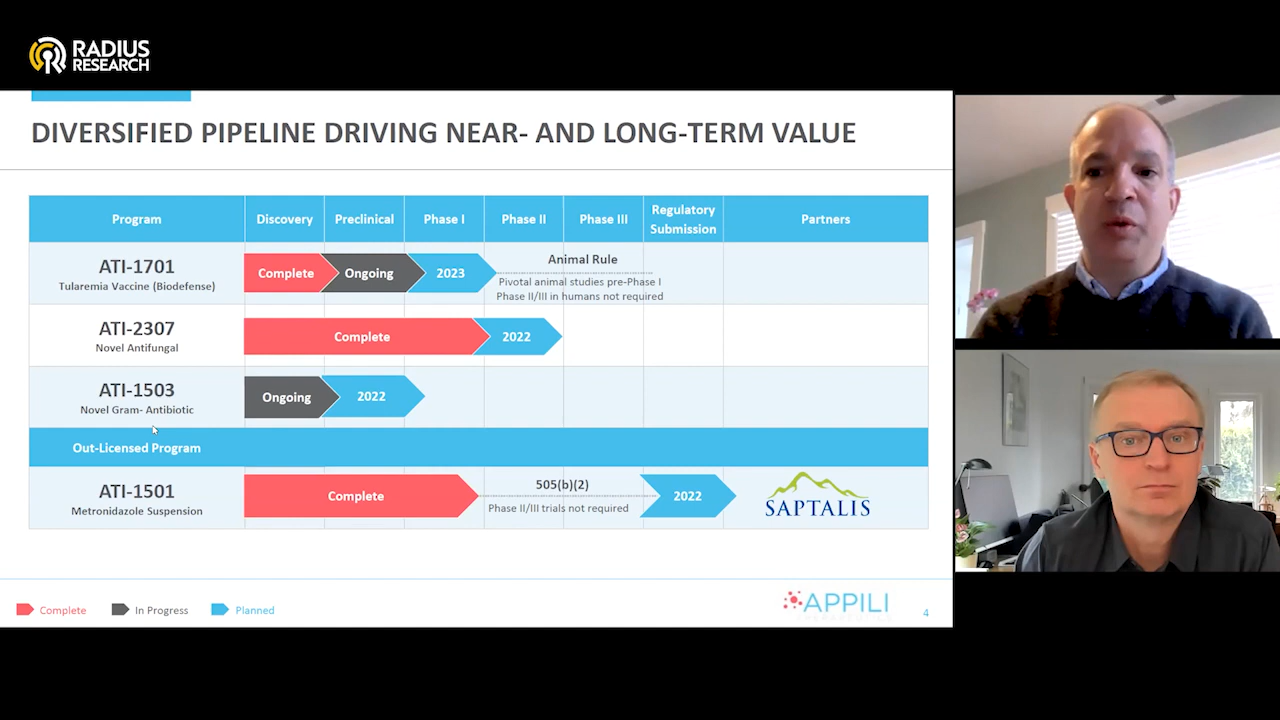 RADIUS
RESEARCH
DIVERSIFIED PIPELINE DRIVING NEAR- AND LONG-TERM VALUE
Program
Discovery
Preclinical
Phase I
Phase II
Phase III
Regulatory
Submission
Partners
ATI-1701
Tularemia Vaccine (Biodefense)
Complete
Ongoing
2023
Animal Rule
Pivotal animal studies pre-Phase I
Phase II/III in humans not required
ATI-2307
Novel Antifungal
Complete
2022
ATI-1503
Novel Gram- Antibiotic
Ongoing
2022
Out-Licensed Program
ATI-1501
Metronidazole Suspension
Complete
505(b)(2)
Phase II/III trials not required
2022
SAPTALIS
Complete
In Progress
Planned
APPILI
4